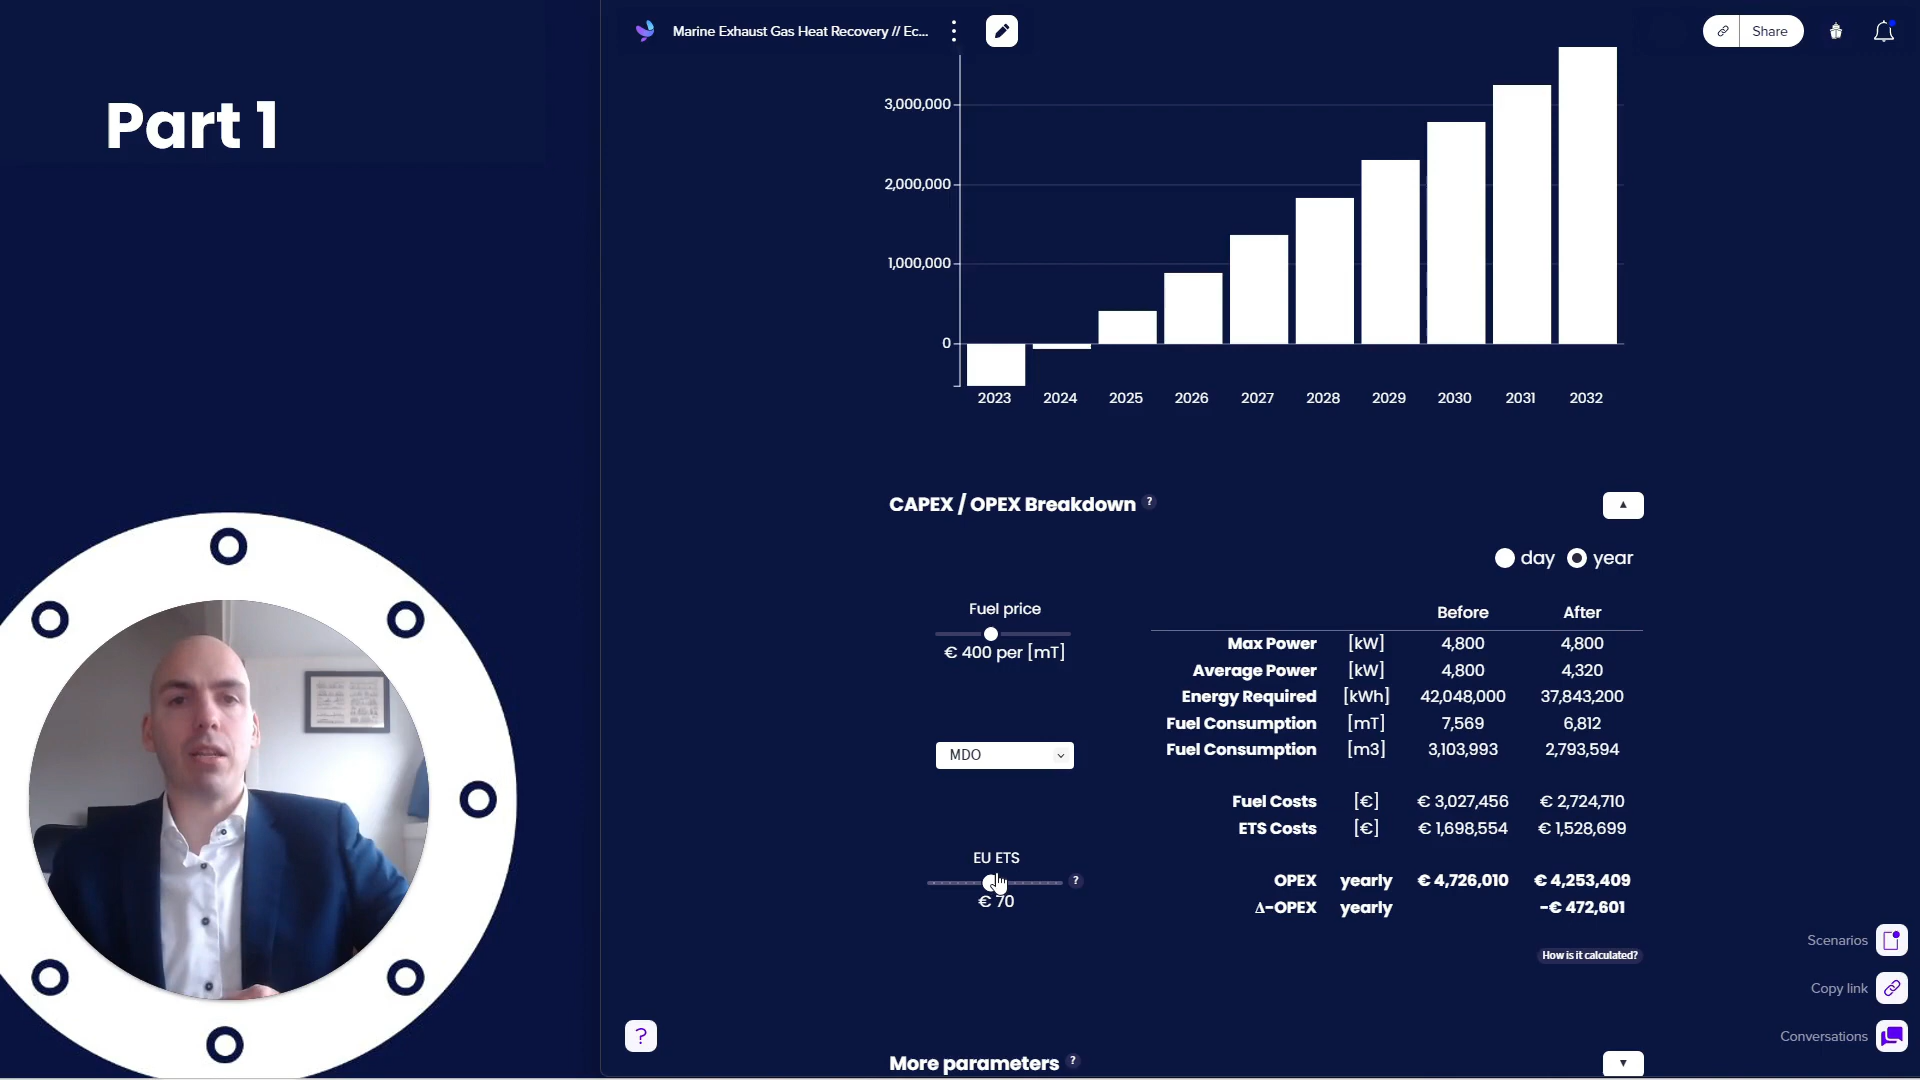 Part 1
Marine Exhaust Gas Heat Recovery // Ec...
Share
3,000,000
2,000,000
1,000,000
0
2023 2024 2025 2026 2027 2028 2029 2030 2031 2032
CAPEX / OPEX Breakdown ?
▲
day year
Fuel price
€ 400 per [mT]
MDO
EU ETS
?
€ 70
Before After
Max Power [kW] 4,800 4,800
Average Power [kW] 4,800 4,320
Energy Required [kWh] 42,048,000 37,843,200
Fuel Consumption [mT] 7,569 6,812
Fuel Consumption [m3] 3,103,993 2,793,594
Fuel Costs [€] € 3,027,456 € 2,724,710
ETS Costs [€] € 1,698,554 € 1,528,699
OPEX yearly € 4,726,010 € 4,253,409
Δ-OPEX yearly -€ 472,601
How is it calculated?
Scenarios
Copy link
Conversations
?
More parameters ?
▼